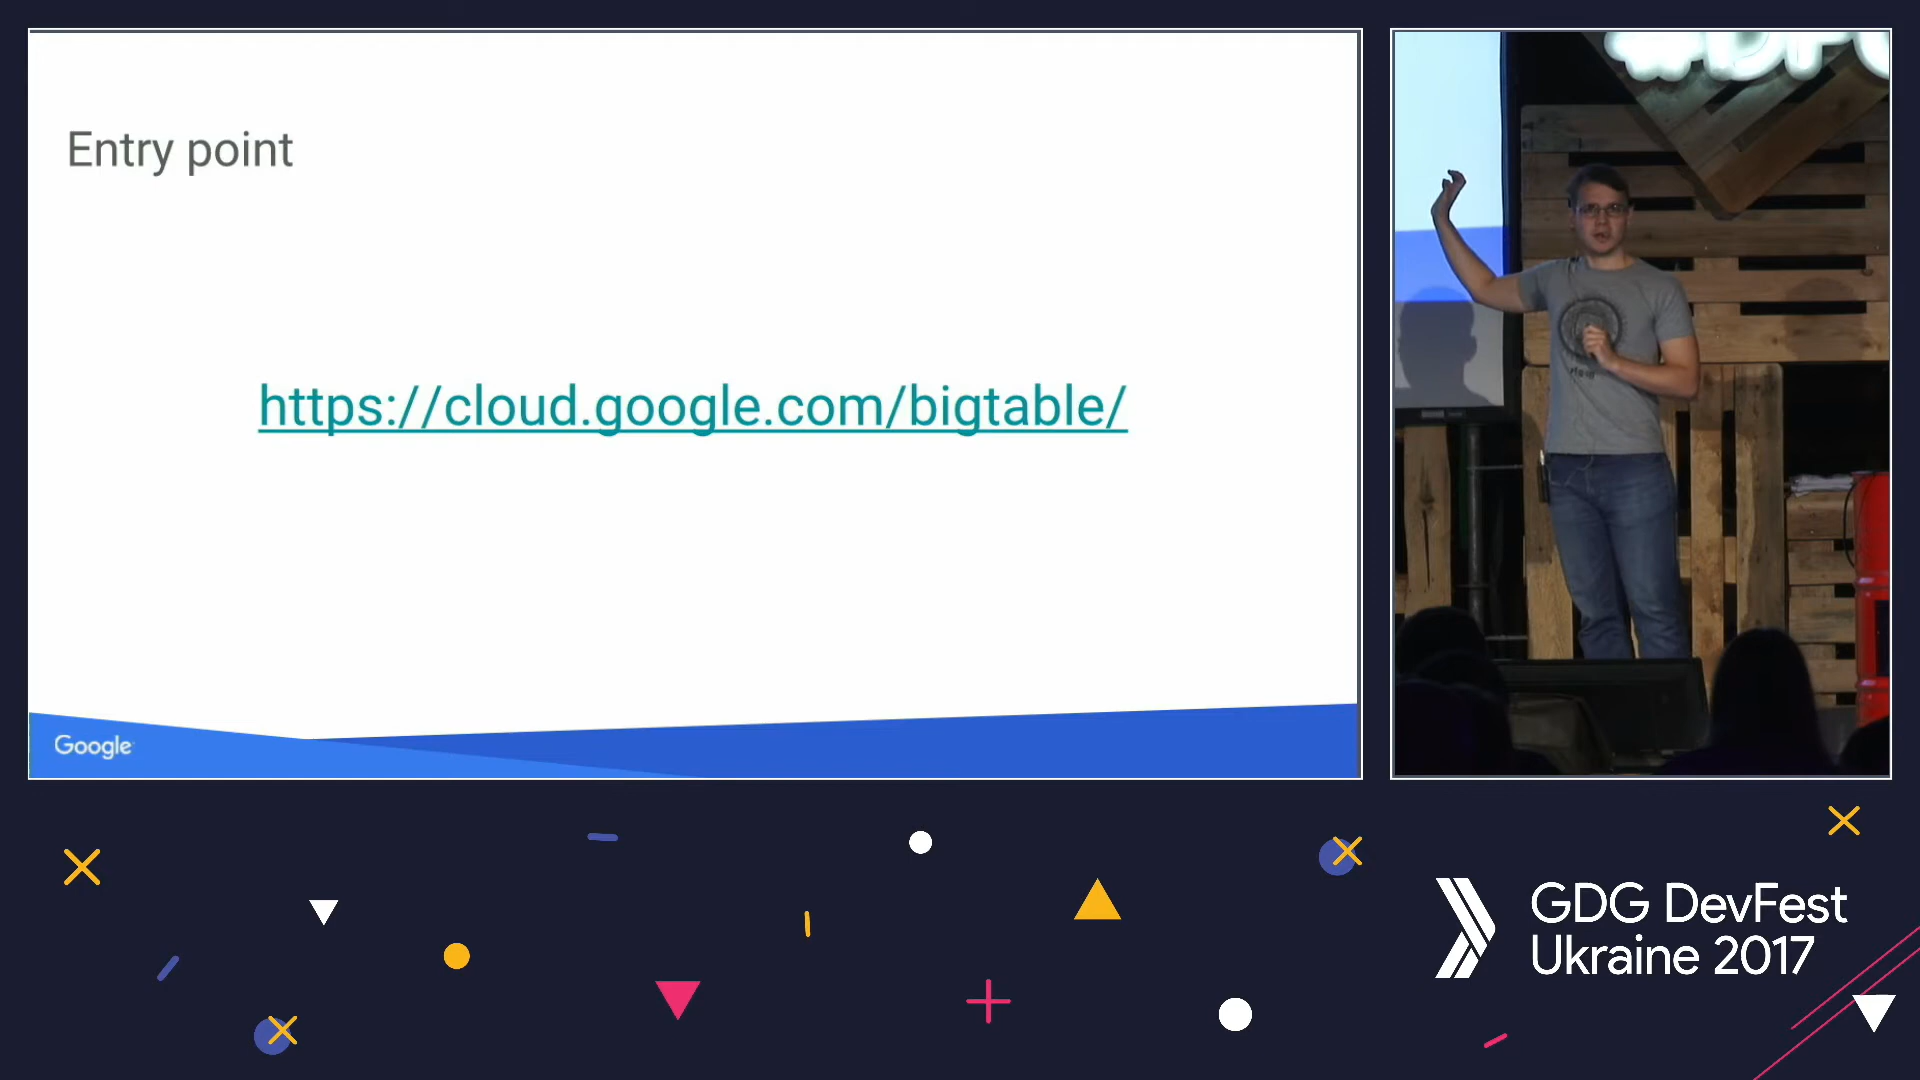 Entry point
https://cloud.google.com/bigtable/
Google
GDG DevFest
Ukraine 2017